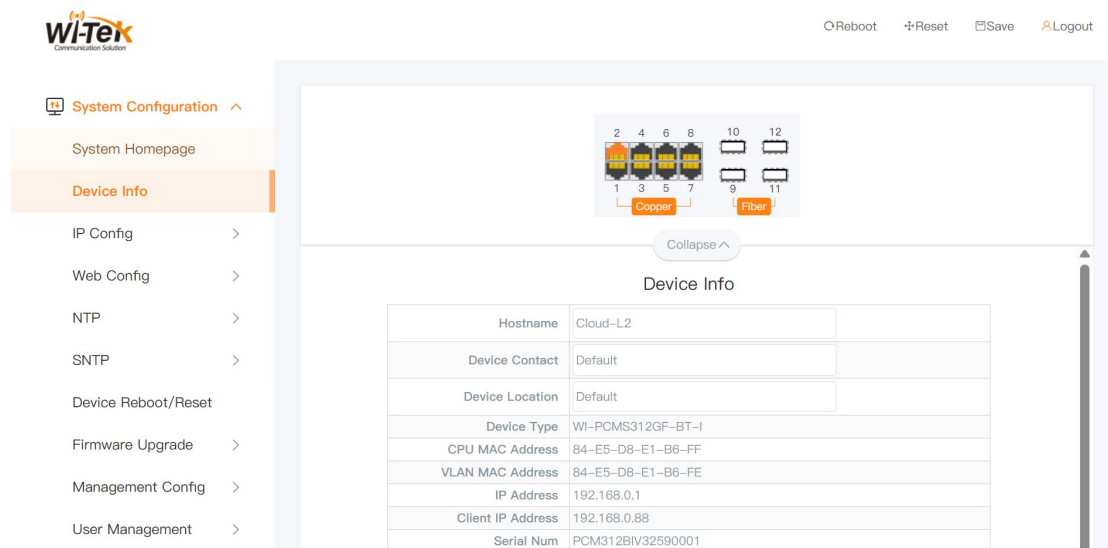 Wi-Tek
Communication Solution
Reboot Reset Save Logout
System Configuration
System Homepage
Device Info
IP Config
Web Config
NTP
SNTP
Device Reboot/Reset
Firmware Upgrade
Management Config
User Management
2 4 6 8 10 12
1 3 5 7 9 11
Copper Fiber
Collapse
Device Info
Hostname Cloud-L2
Device Contact Default
Device Location Default
Device Type WI-PCMS312GF-BT-I
CPU MAC Address 84-E5-D8-E1-B6-FF
VLAN MAC Address 84-E5-D8-E1-B6-FE
IP Address 192.168.0.1
Client IP Address 192.168.0.88
Serial Num PCM312BIV32590001